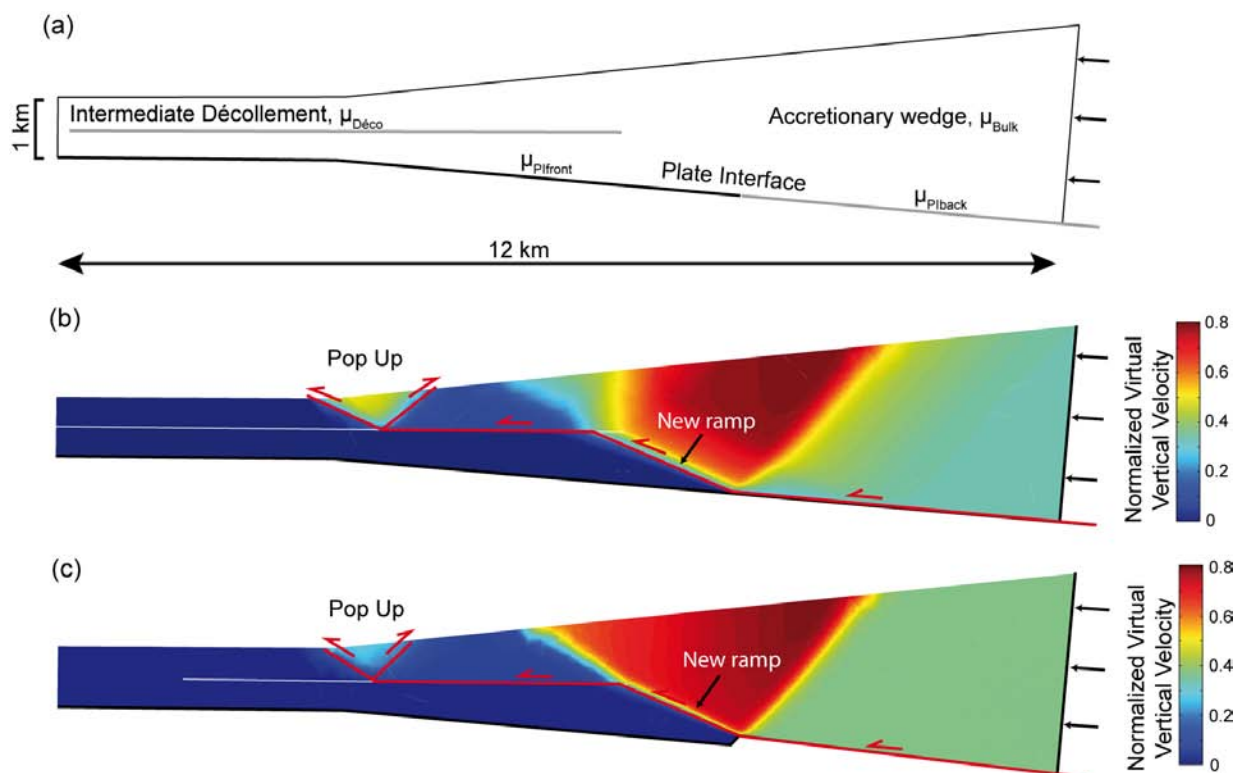 (a)
Intermediate Décollement, μDéco
Accretionary wedge, μBulk
1 km
μPIfront
Plate Interface
μPIback
12 km
(b)
Pop Up
New ramp
Normalized Virtual
Vertical Velocity
0.8
0.6
0.4
0.2
0
(c)
Pop Up
New ramp
Normalized Virtual
Vertical Velocity
0.8
0.6
0.4
0.2
0